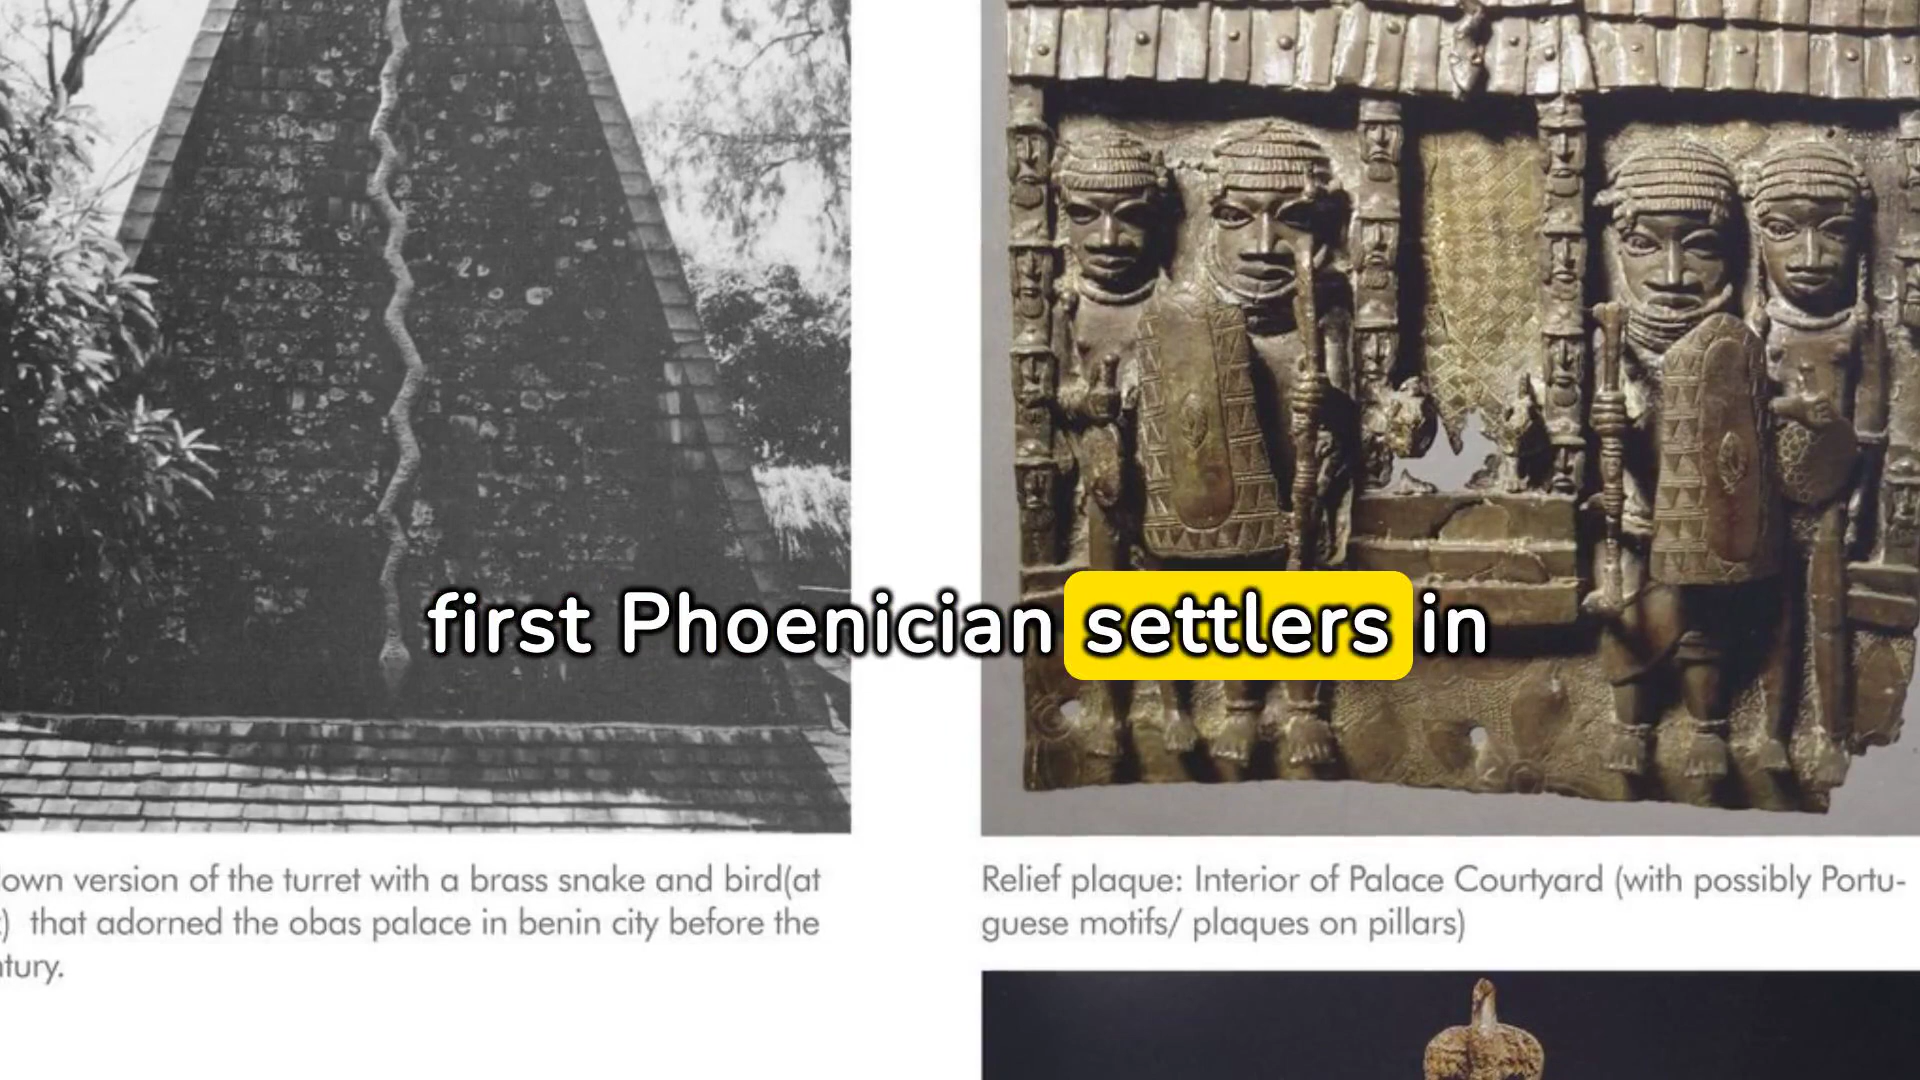 first Phoenician settlers in
own version of the turret with a brass snake and bird(at
that adorned the obas palace in benin city before the
tury.
Relief plaque: Interior of Palace Courtyard (with possibly Portu-
guese motifs/ plaques on pillars)